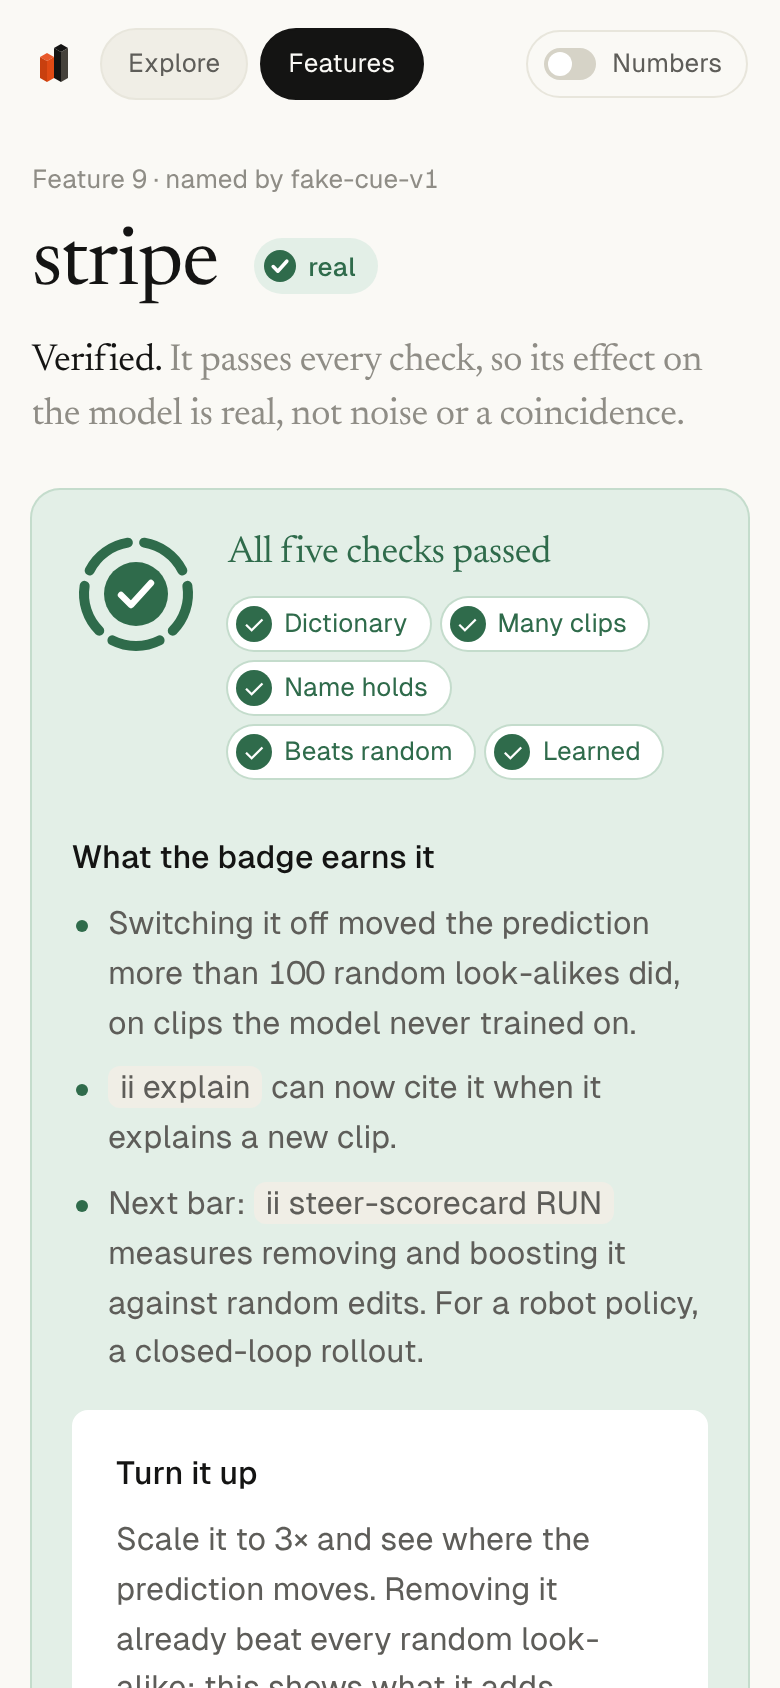 Explore
Features
Numbers
Feature 9 · named by fake-cue-v1
stripe
real
Verified. It passes every check, so its effect on
the model is real, not noise or a coincidence.
All five checks passed
Dictionary
Many clips
Name holds
Beats random
Learned
What the badge earns it
Switching it off moved the prediction
more than 100 random look-alikes did,
on clips the model never trained on.
ii explain can now cite it when it
explains a new clip.
Next bar: ii steer-scorecard RUN
measures removing and boosting it
against random edits. For a robot policy,
a closed-loop rollout.
Turn it up
Scale it to 3× and see where the
prediction moves. Removing it
already beat every random look-
alike; this shows what it adds